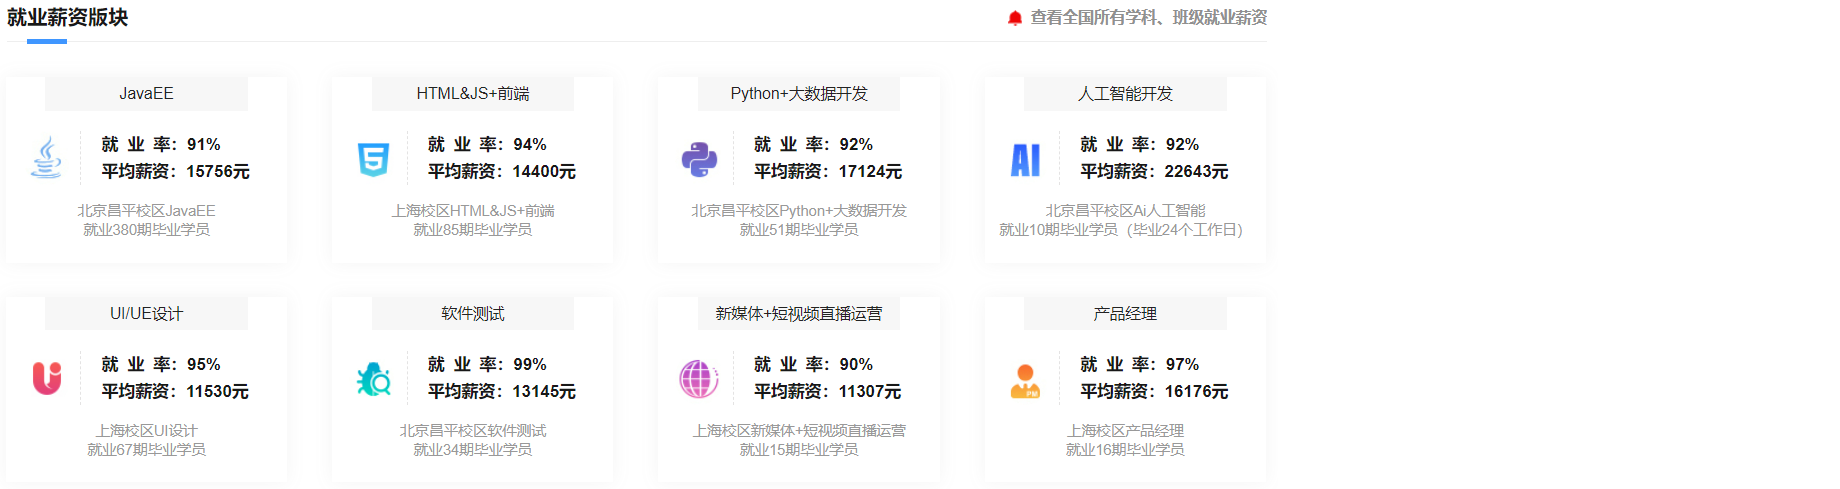 就业薪资版块
查看全国所有学科、班级就业薪资
JavaEE
就 业 率：91%
平均薪资：15756元
北京昌平校区JavaEE
就业380期毕业学员
HTML&JS+前端
就 业 率：94%
平均薪资：14400元
上海校区HTML&JS+前端
就业85期毕业学员
Python+大数据开发
就 业 率：92%
平均薪资：17124元
北京昌平校区Python+大数据开发
就业51期毕业学员
人工智能开发
AI
就 业 率：92%
平均薪资：22643元
北京昌平校区Ai人工智能
就业10期毕业学员（毕业24个工作日）
UI/UE设计
就 业 率：95%
平均薪资：11530元
上海校区UI设计
就业67期毕业学员
软件测试
就 业 率：99%
平均薪资：13145元
北京昌平校区软件测试
就业34期毕业学员
新媒体+短视频直播运营
就 业 率：90%
平均薪资：11307元
上海校区新媒体+短视频直播运营
就业15期毕业学员
产品经理
PM
就 业 率：97%
平均薪资：16176元
上海校区产品经理
就业16期毕业学员